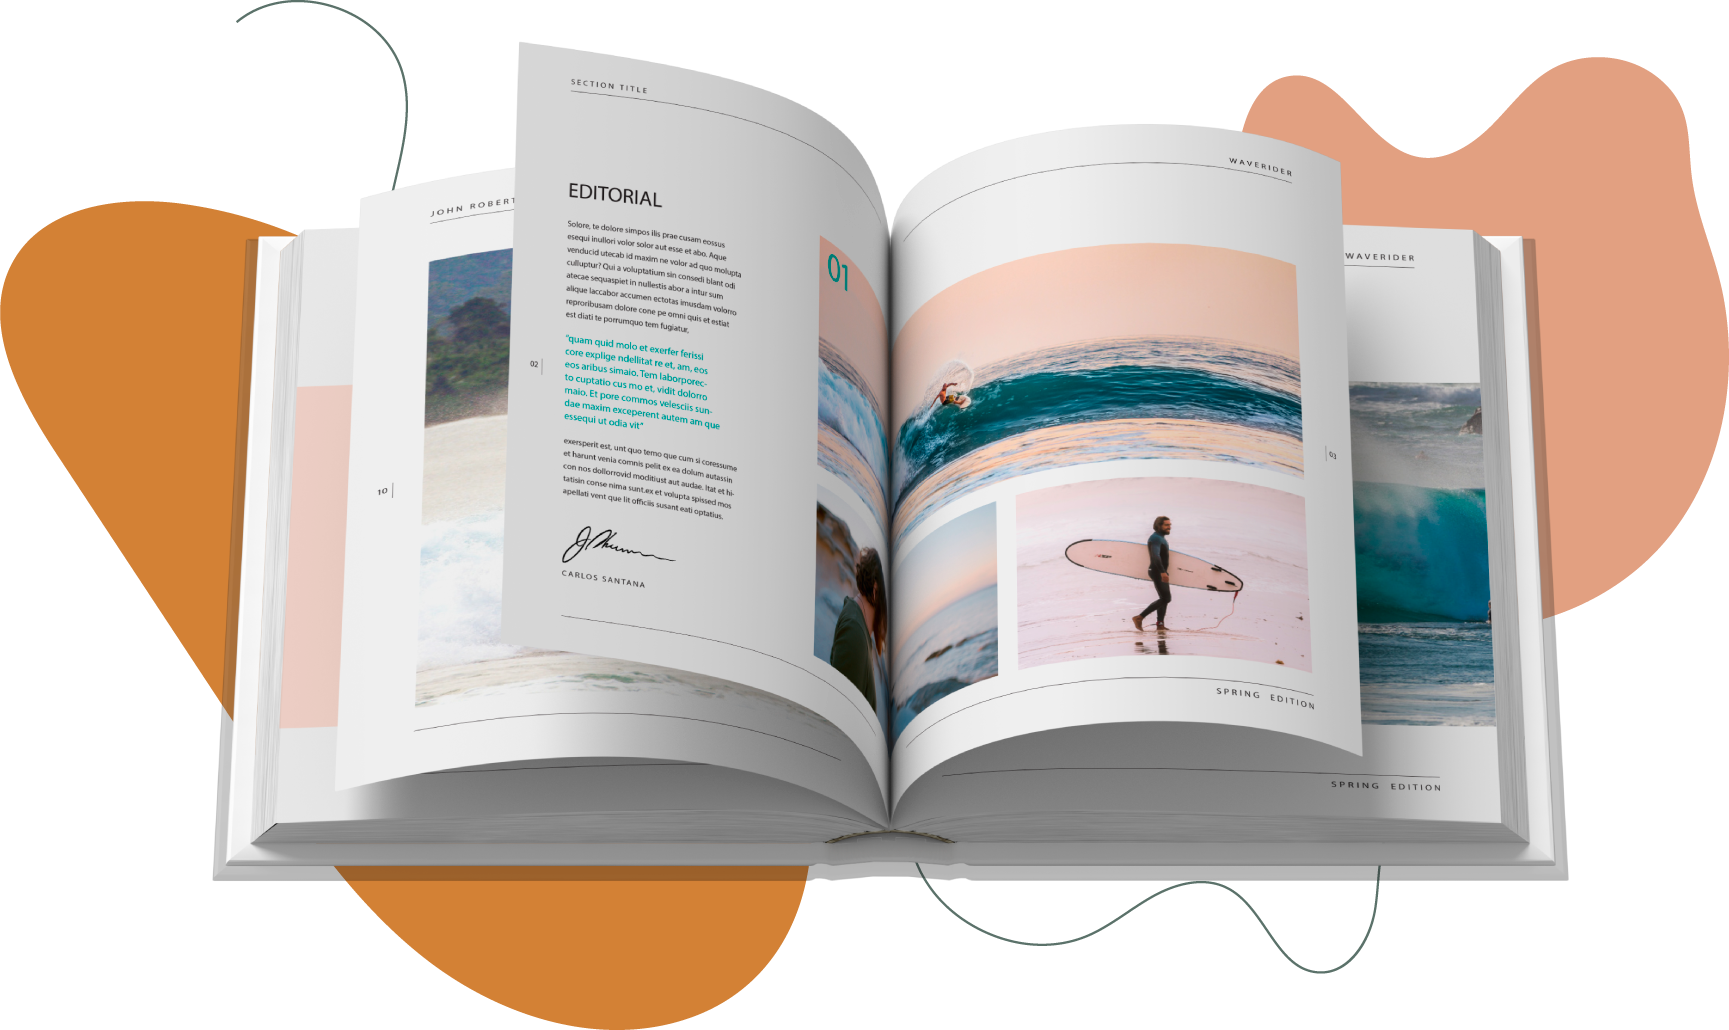 JOHN ROBERT
10
SECTION TITLE
EDITORIAL
Solore, te dolore simpos ilis prae cusam eossus
esequi inullori volor solor aut esse et abo. Aque
venducid utecab id maxim ne volor ad quo molupta
culluptur? Qui a voluptatium sin consedi blant odi
atecae sequaspiet in nullestis abor a intur sum
alique laccabor accumen ectotas imusdam volorro
reproribusam dolore cone pe omni quis et estiat
est diati te porrumquo tem fugiatur,
"quam quid molo et exerfer ferissi
core explige ndellitat re et, am, eos
eos aribus simaio. Tem laborporec-
to cuptatio cus mo et, vidit dolorro
maio. Et pore commos velesciis sun-
dae maxim exceperent autem am que
essequi ut odia vit"
exersperit est, unt quo temo que cum si coressume
et harunt venia comnis pelit ex ea dolum autassin
con nos dollorrovid moditiust aut audae. Itat et hi-
tatisin conse nima sunt.ex et volupta spissed mos
apellati vent que lit officiis susant eati optatius.
CARLOS SANTANA
02
01
WAVERIDER
03
SPRING EDITION
WAVERIDER
SPRING EDITION